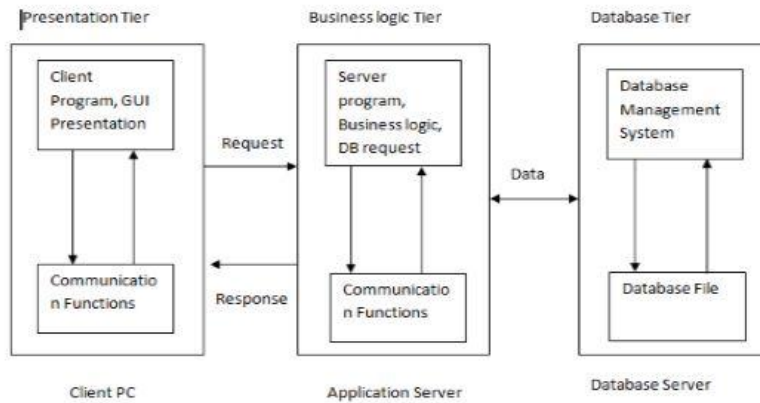 Presentation Tier
Business logic Tier
Database Tier
Client
Program, GUI
Presentation
Server
program,
Business logic,
DB request
Database
Management
System
Request
Data
Communicatio
n Functions
Response
Communicatio
n Functions
Database File
Client PC
Application Server
Database Server